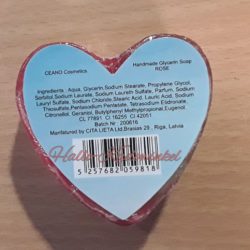 CEANO Cosmetics Handmade Glycerin Soap
ROSE
Ingredients : Aqua, Glycerin, Sodium Stearate, Propylene Glycol,
Sorbitol, Sodium Laurate, Sodium Laureth Sulfate, Parfum, Sodium
Lauryl Sulfate, Sodium Chloride, Stearic Acid, Lauric Acid, Sodium
Thiosulfate, Pentasodium Pentetate, Tetrasodium Etidronate,
Citronellol, Geraniol, Butylphenyl Methylpropional, Eugenol
CL 77891 CI 16255 CI 42051
Batch Nr 200616
Manfatured by CITA LIETA Ltd, Brasias 29 , Riga, Latvia
5 257682 059818